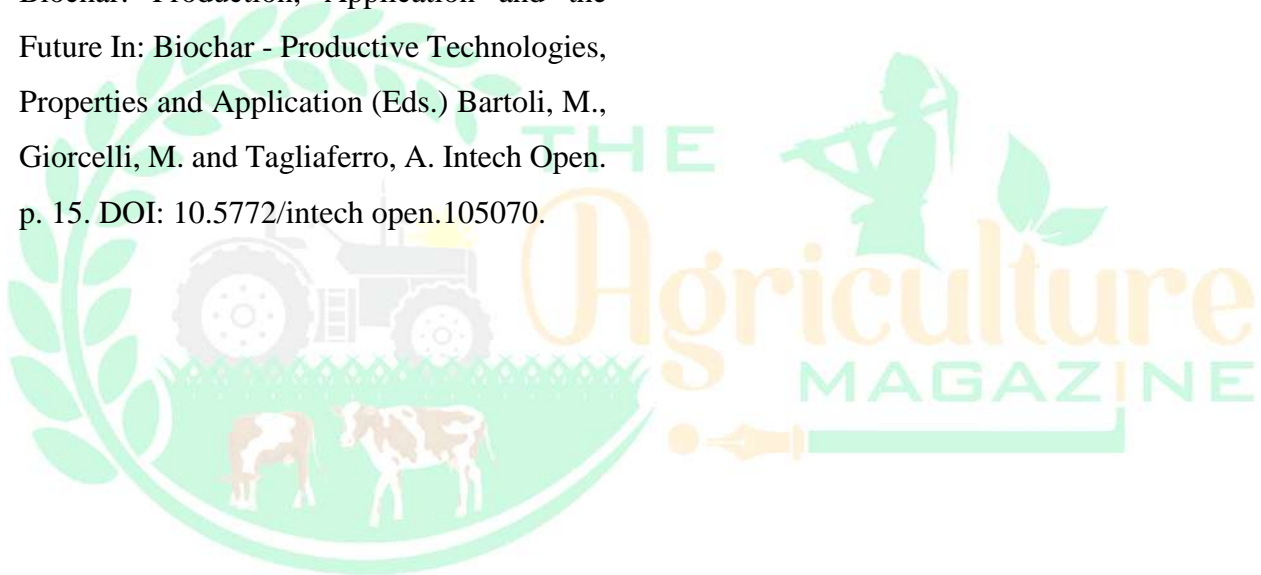 Biochar: Production, Application and the
Future In: Biochar - Productive Technologies,
Properties and Application (Eds.) Bartoli, M.,
Giorcelli, M. and Tagliaferro, A. Intech Open.
p. 15. DOI: 10.5772/intech open.105070.
THE
Agriculture
MAGAZINE